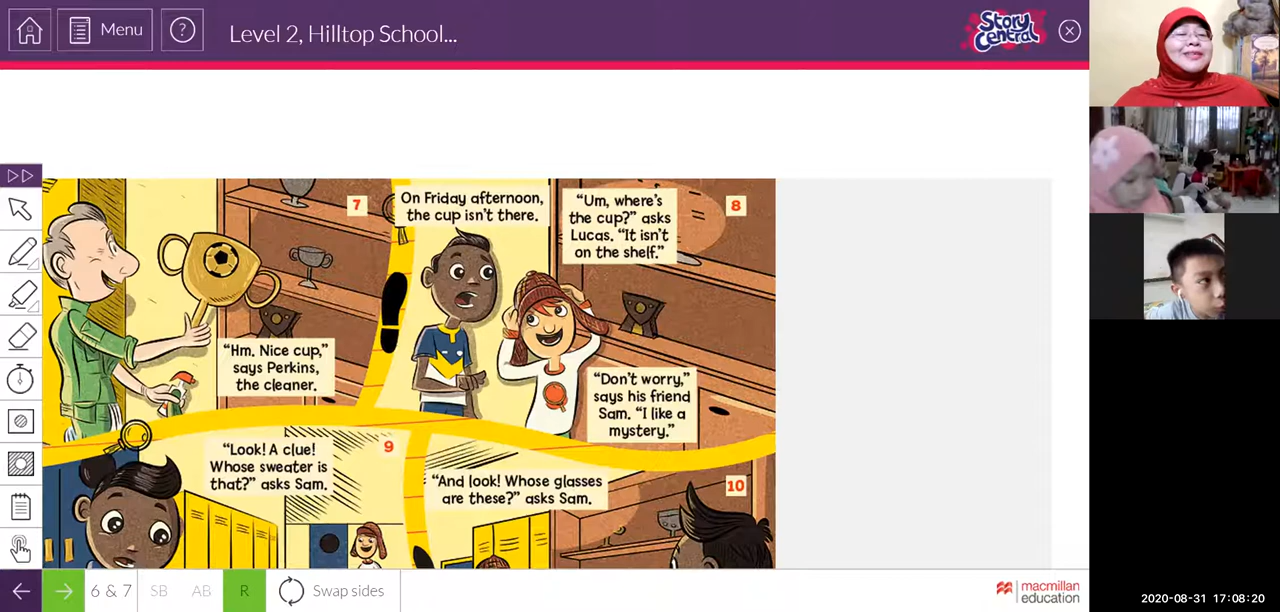 Menu
?
Level 2, Hilltop School...
Story
Central
7
"Hm. Nice cup,"
says Perkins,
the cleaner.
On Friday afternoon,
the cup isn't there.
"Um, where's
the cup?" asks
Lucas. "It isn't
on the shelf."
8
"Don't worry,"
says his friend
Sam. "I like a
mystery."
"Look! A clue!
Whose sweater is
that?" asks Sam.
9
"And look! Whose glasses
are these?" asks Sam.
10
6 & 7
SB
AB
R
Swap sides
macmillan
education
2020-08-31 17:08:20